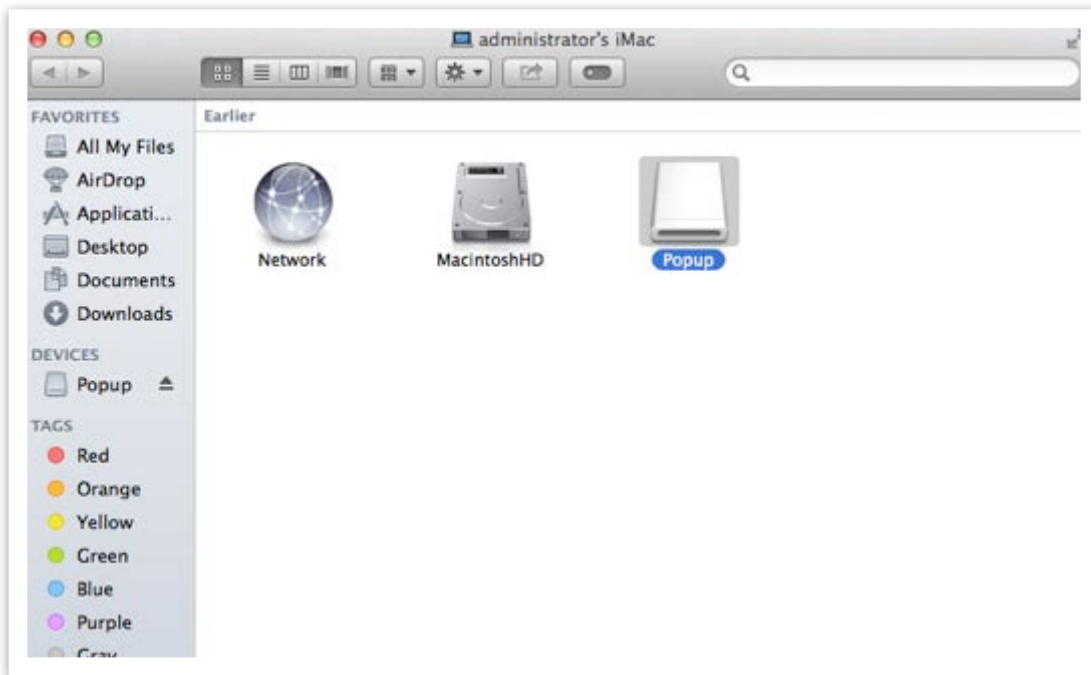 administrator's iMac
FAVORITES
All My Files
AirDrop
Applicati...
Desktop
Documents
Downloads
DEVICES
Popup
TAGS
Red
Orange
Yellow
Green
Blue
Purple
Gray
Earlier
Network
MacintoshHD
Popup